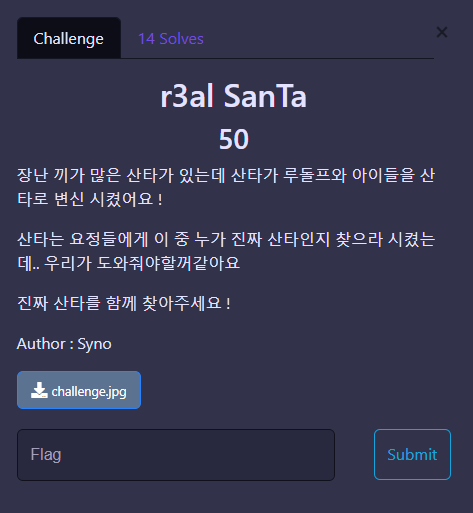 Challenge
14 Solves
×
r3al SanTa
50
장난 끼가 많은 산타가 있는데 산타가 루돌프와 아이들을 산
타로 변신 시켰어요 !
산타는 요정들에게 이 중 누가 진짜 산타인지 찾으라 시켰는
데.. 우리가 도와줘야할꺼같아요
진짜 산타를 함께 찾아주세요 !
Author : Syno
challenge.jpg
Flag
Submit